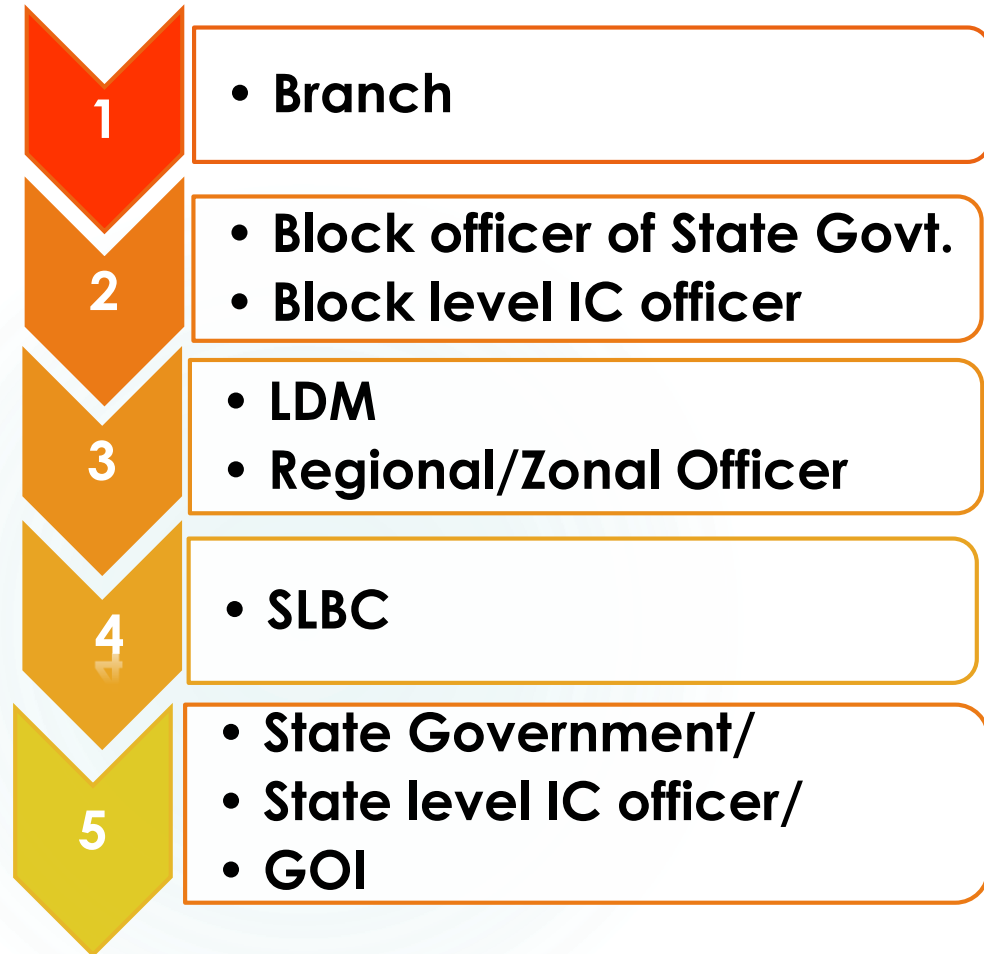 1
• Branch
2
• Block officer of State Govt.
• Block level IC officer
3
• LDM
• Regional/Zonal Officer
4
• SLBC
5
• State Government/
• State level IC officer/
• GOI